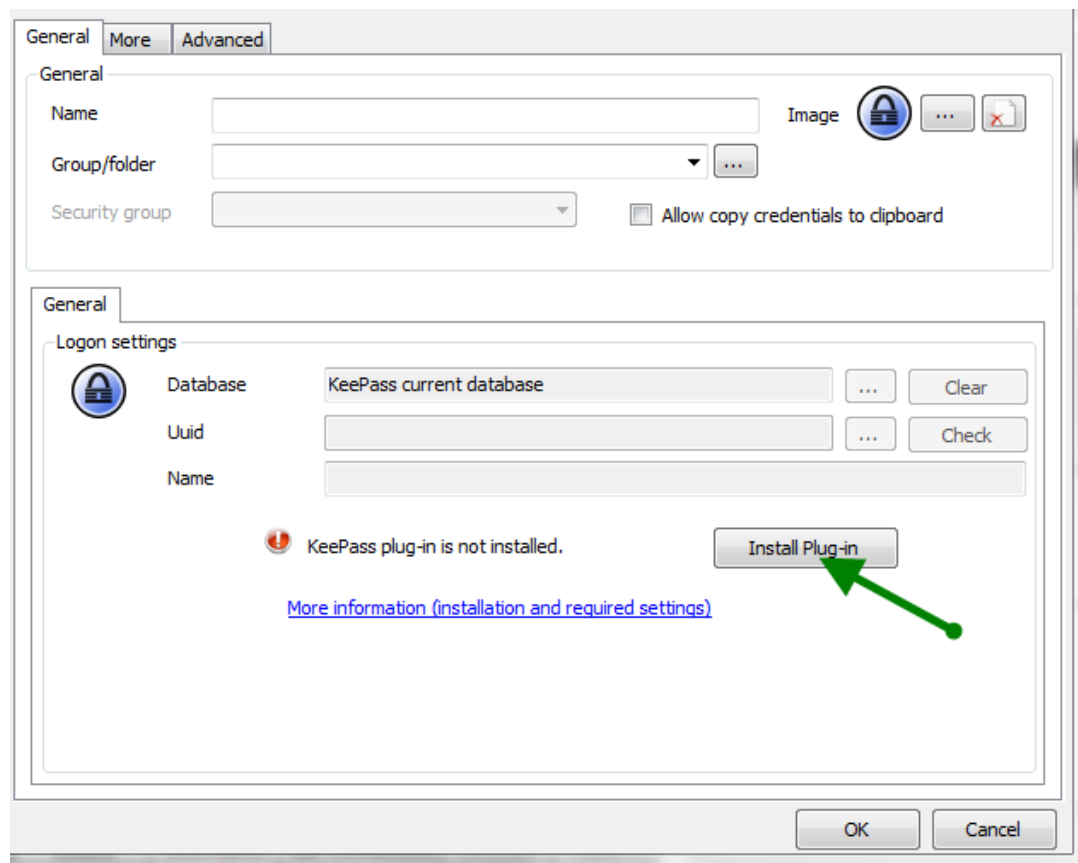 General More Advanced
General
Name
Image
...
Group/folder
...
Security group
Allow copy credentials to clipboard
General
Logon settings
Database KeePass current database ... Clear
Uuid ... Check
Name
KeePass plug-in is not installed. Install Plug-in
More information (installation and required settings)
OK Cancel